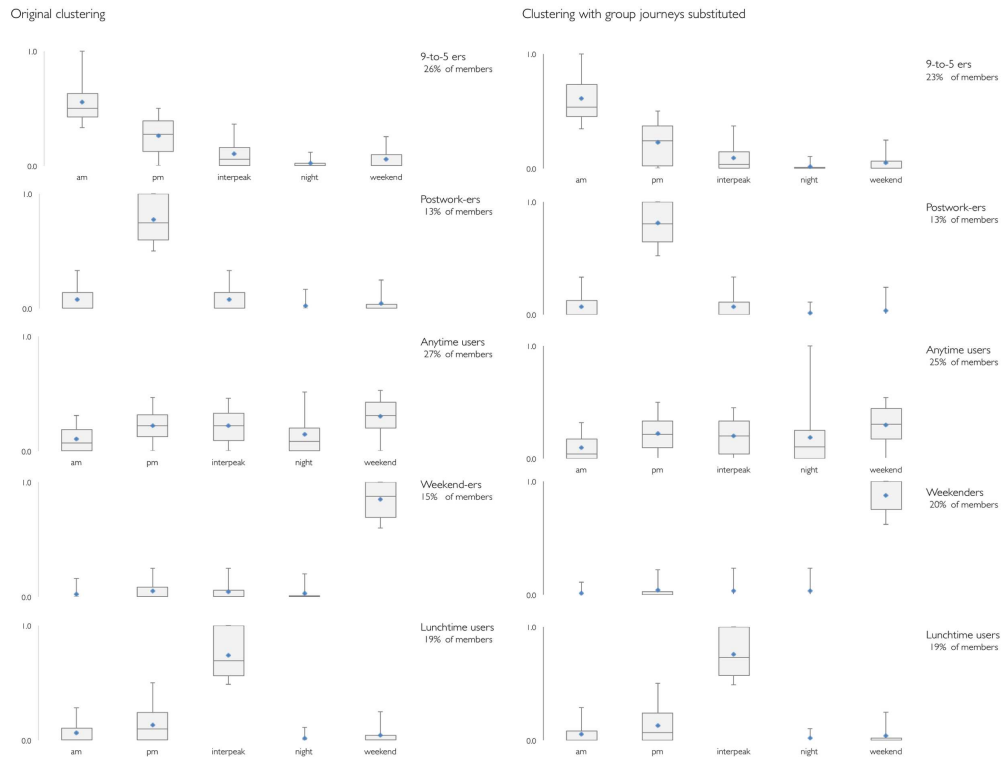 Original clustering
1.0
9-to-5 ers
26% of members
0.0
am pm interpeak night weekend
Postwork-ers
13% of members
1.0
0.0
1.0
Anytime users
27% of members
0.0
am pm interpeak night weekend
1.0
Weekend-ers
15% of members
0.0
1.0
Lunchtime users
19% of members
0.0
am pm interpeak night weekend
Clustering with group journeys substituted
1.0
9-to-5 ers
23% of members
0.0
am pm interpeak night weekend
1.0
Postwork-ers
13% of members
0.0
1.0
Anytime users
25% of members
0.0
am pm interpeak night weekend
1.0
Weekenders
20% of members
0.0
1.0
Lunchtime users
19% of members
0.0
am pm interpeak night weekend